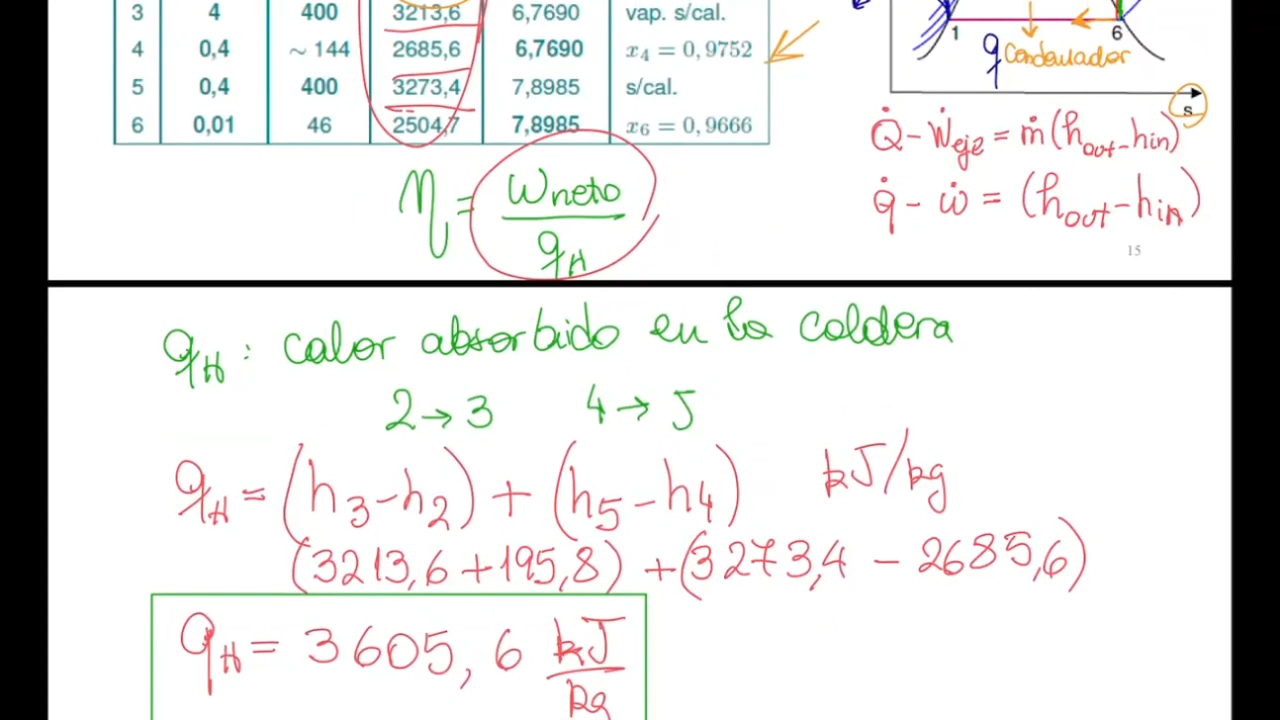 3 4 400 3213,6 6,7690 vap. s/cal.
4 0,4 ~ 144 2685,6 6,7690 x₄ = 0,9752
5 0,4 400 3273,4 7,8985 s/cal.
6 0,01 46 2504,7 7,8985 x₆ = 0,9666
1 6
q Condensador
s
Q̇ - Ẇeje = ṁ(hout - hin)
q̇ - ẇ = (hout - hin)
η = wneto / qH
15
qH : calor absorbido en la caldera
2 → 3 4 → 5
qH = (h3 - h2) + (h5 - h4) kJ/kg
(3213,6 + 195,8) + (3273,4 - 2685,6)
qH = 3605,6 kJ/kg